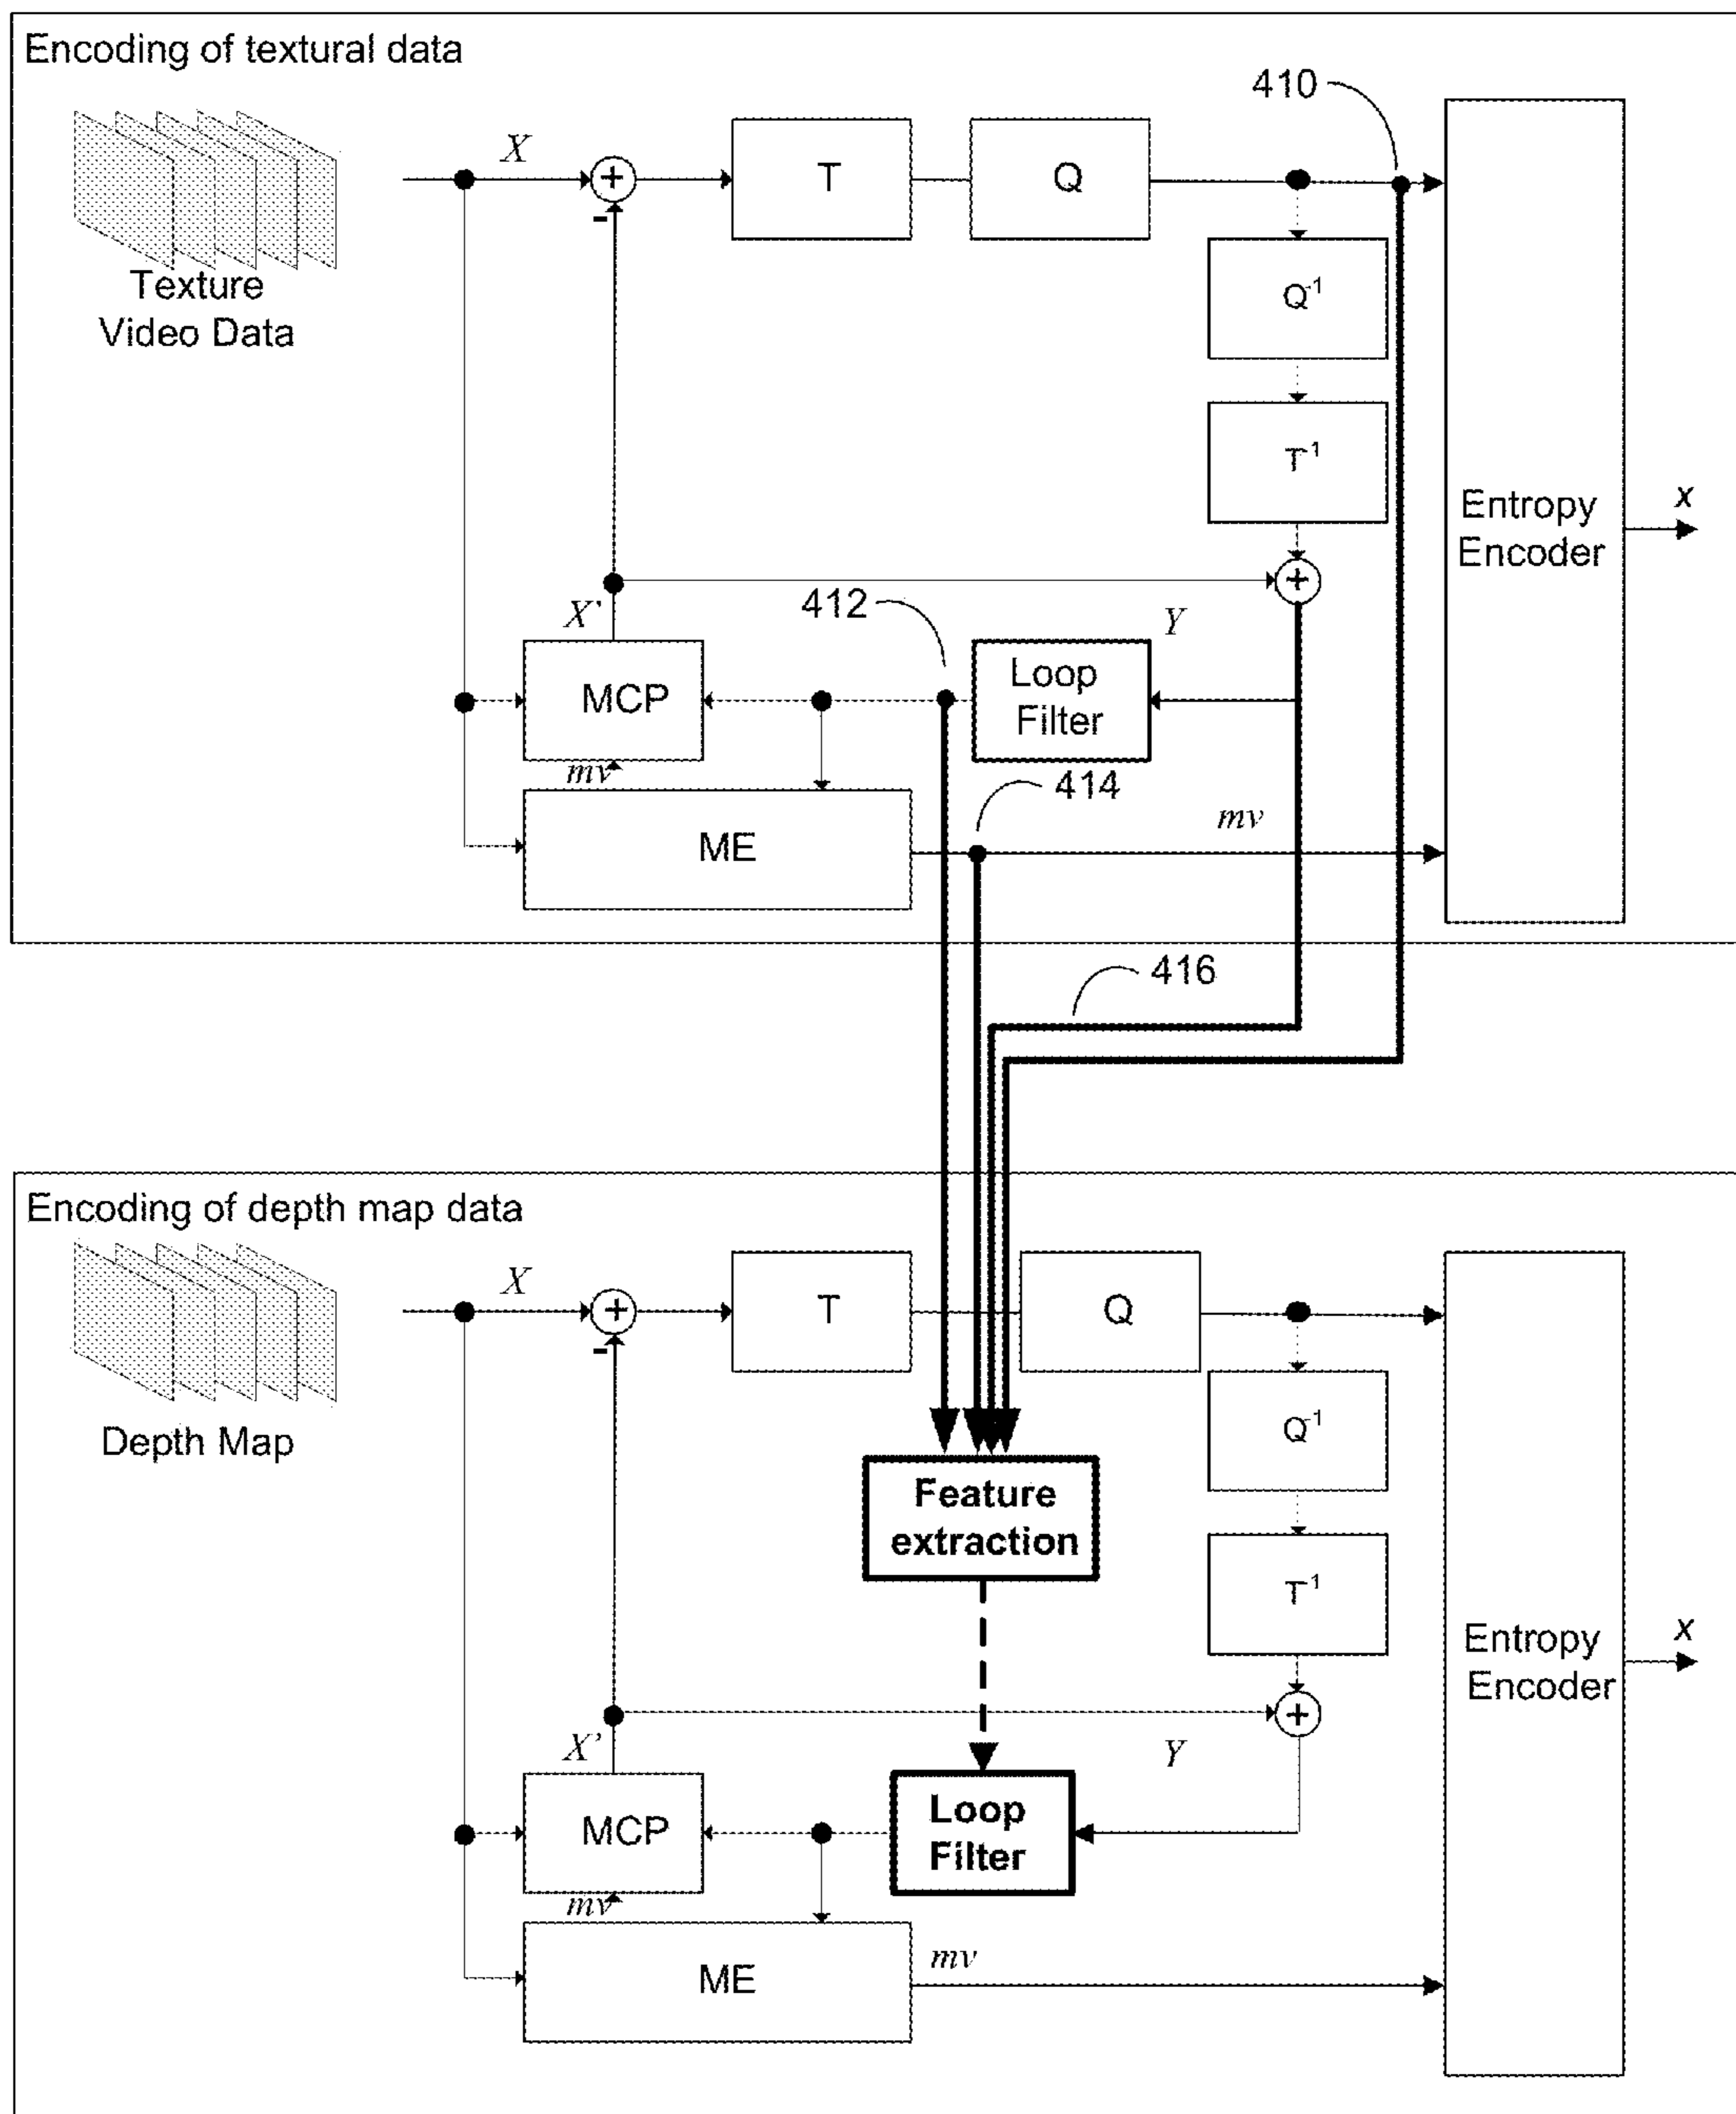 Encoding of textural data
410
X
+
T
Q
-
Texture
Video Data
Q-1
T-1
Entropy
Encoder
x
+
412
X'
Y
Loop
Filter
MCP
mv
414
mv
ME
416
Encoding of depth map data
X
+
T
Q
-
Depth Map
Q-1
Feature
extraction
T-1
Entropy
Encoder
x
+
X'
Y
Loop
Filter
MCP
mv
mv
ME